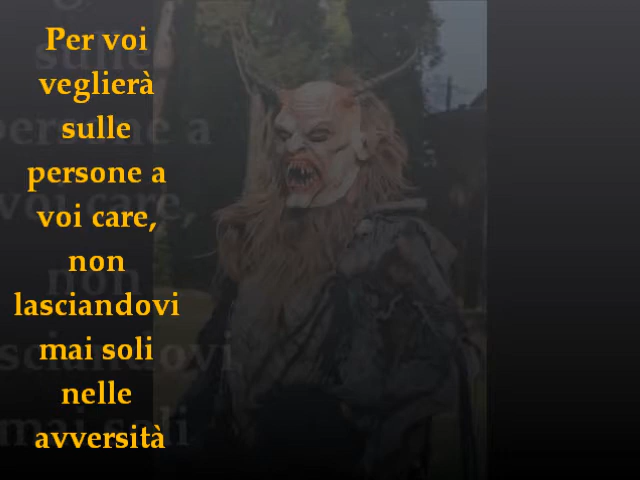 Per voi
veglierà
sulle
persone a
voi care,
non
lasciandovi
mai soli
nelle
avversità